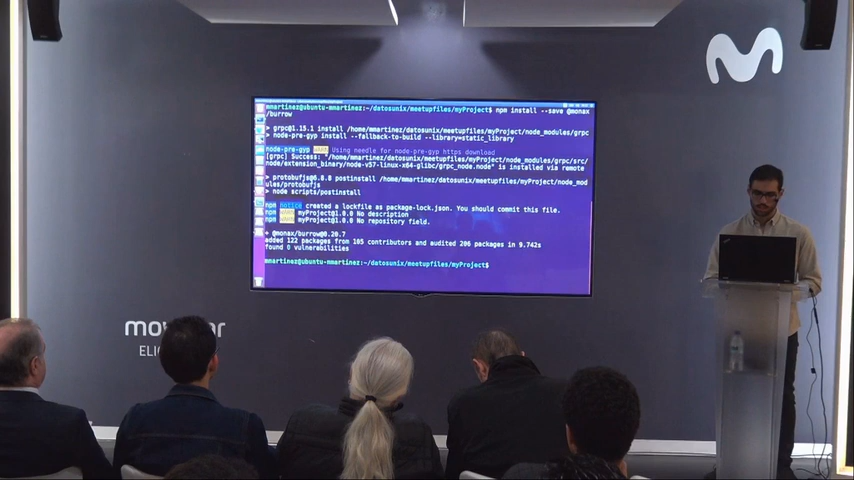 mmartinez@ubuntu-mmartinez:~/datosunix/meetupfiles/myProject$ npm install --save @monax
/burrow
> grpc@1.15.1 install /home/mmartinez/datosunix/meetupfiles/myProject/node_modules/grpc
> node-pre-gyp install --fallback-to-build --library=static_library
node-pre-gyp WARN Using needle for node-pre-gyp https download
[grpc] Success: "/home/mmartinez/datosunix/meetupfiles/myProject/node_modules/grpc/src/
node/extension_binary/node-v57-linux-x64-glibc/grpc_node.node" is installed via remote
> protobufjs@6.8.8 postinstall /home/mmartinez/datosunix/meetupfiles/myProject/node_mod
ules/protobufjs
> node scripts/postinstall
npm notice created a lockfile as package-lock.json. You should commit this file.
npm WARN myProject@1.0.0 No description
npm WARN myProject@1.0.0 No repository field.
+ @monax/burrow@0.20.7
added 122 packages from 105 contributors and audited 206 packages in 9.742s
found 0 vulnerabilities
mmartinez@ubuntu-mmartinez:~/datosunix/meetupfiles/myProject$